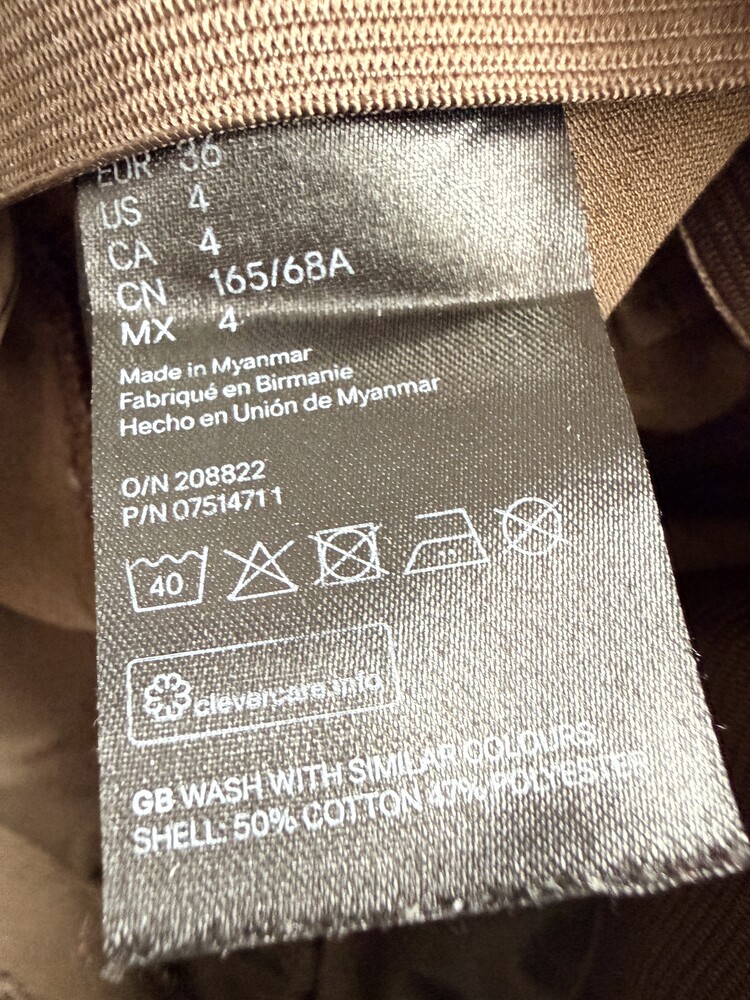 EUR 36
US 4
CA 4
CN 165/68A
MX 4
Made in Myanmar
Fabriqué en Birmanie
Hecho en Unión de Myanmar
O/N 208822
P/N 07514711
40
clevercare.info
GB WASH WITH SIMILAR COLOURS
SHELL: 50% COTTON 47% POLYESTER